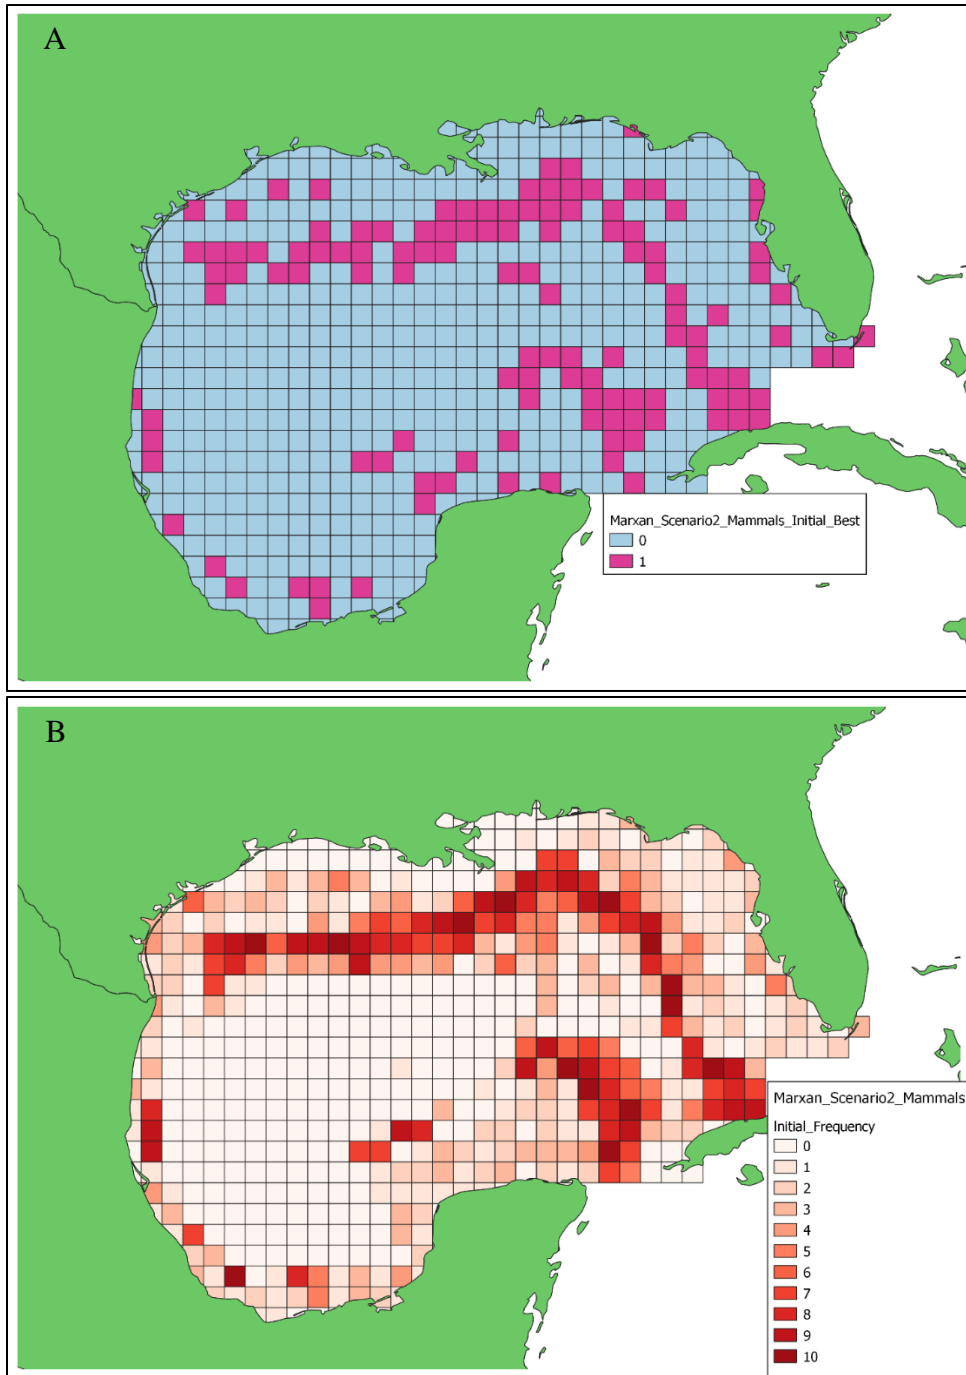 A
Marxan_Scenario2_Mammals_Initial_Best
0
1
B
Marxan_Scenario2_Mammals
Initial_Frequency
0
1
2
3
4
5
6
7
8
9
10